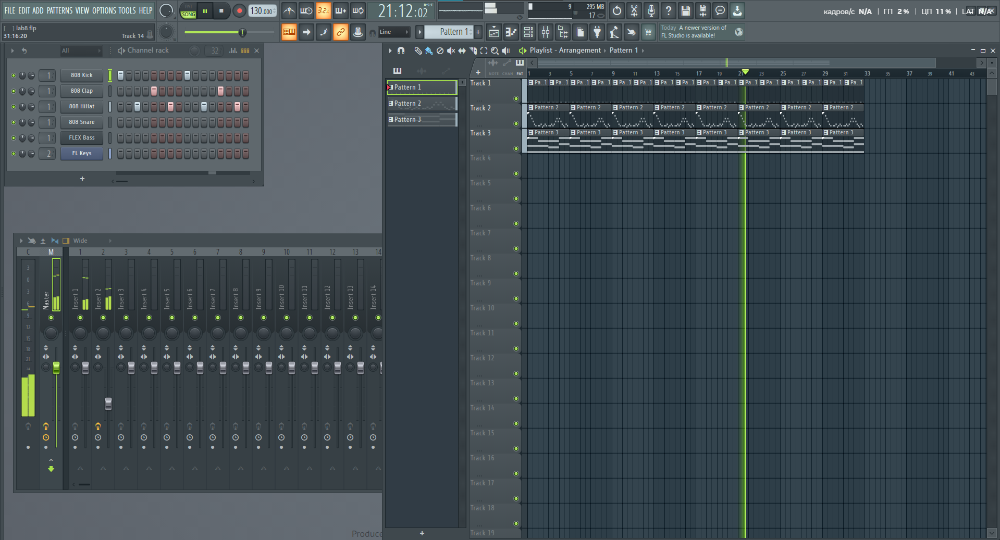 FILE EDIT ADD PATTERNS VIEW OPTIONS TOOLS HELP
PAT
SONG
130.000
3.2.
21:12:02
B:S:T
9
295 MB
17
кадров/с N/A | ГП 2 % | ЦП 11 % | LAT N/A
[ ] lab8.flp
31:16:20
Track 14
Line
Pattern 1
+
Today A newer version of
FL Studio is available!
All
Channel rack
32
1 808 Kick
1 808 Clap
1 808 HiHat
1 808 Snare
1 FLEX Bass
2 FL Keys
+
Wide
C M 1 2 3 4 5 6 7 8 9 10 11 12 13 14
3
0
3
6
9
12
15
18
21
24
Master
Insert 1
Insert 2
Insert 3
Insert 4
Insert 5
Insert 6
Insert 7
Insert 8
Insert 9
Insert 10
Insert 11
Insert 12
Insert 13
Insert 14
Produce
Playlist - Arrangement Pattern 1
NOTE CHAN PAT
+
1 3 5 7 9 11 13 15 17 19 21 23 25 27 29 31 33 35 37 39 41 43
Pattern 1
Pattern 2
Pattern 3
+
Track 1
Pa..1 Pa..1 Pa..1 Pa..1 Pa..1 Pa..1 Pa..1 Pa..1 Pa..1 Pa..1 Pa..1 Pa..1 Pa..1 Pa..1 Pa..1 Pa..1
Track 2
Pattern 2 Pattern 2 Pattern 2 Pattern 2 Pattern 2 Pattern 2 Pattern 2 Pattern 2
Track 3
Pattern 3 Pattern 3 Pattern 3 Pattern 3 Pattern 3 Pattern 3 Pattern 3 Pattern 3
Track 4
Track 5
Track 6
Track 7
Track 8
Track 9
Track 10
Track 11
Track 12
Track 13
Track 14
Track 15
Track 16
Track 17
Track 18
Track 19